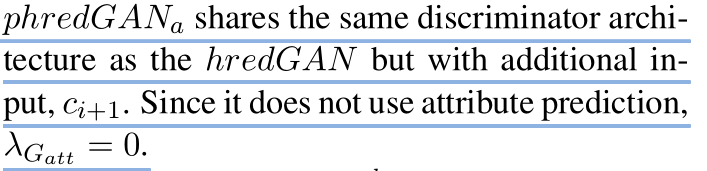 phredGAN_a shares the same discriminator archi-
tecture as the hredGAN but with additional in-
put, c_{i+1}. Since it does not use attribute prediction,
λ_{G_{att}} = 0.